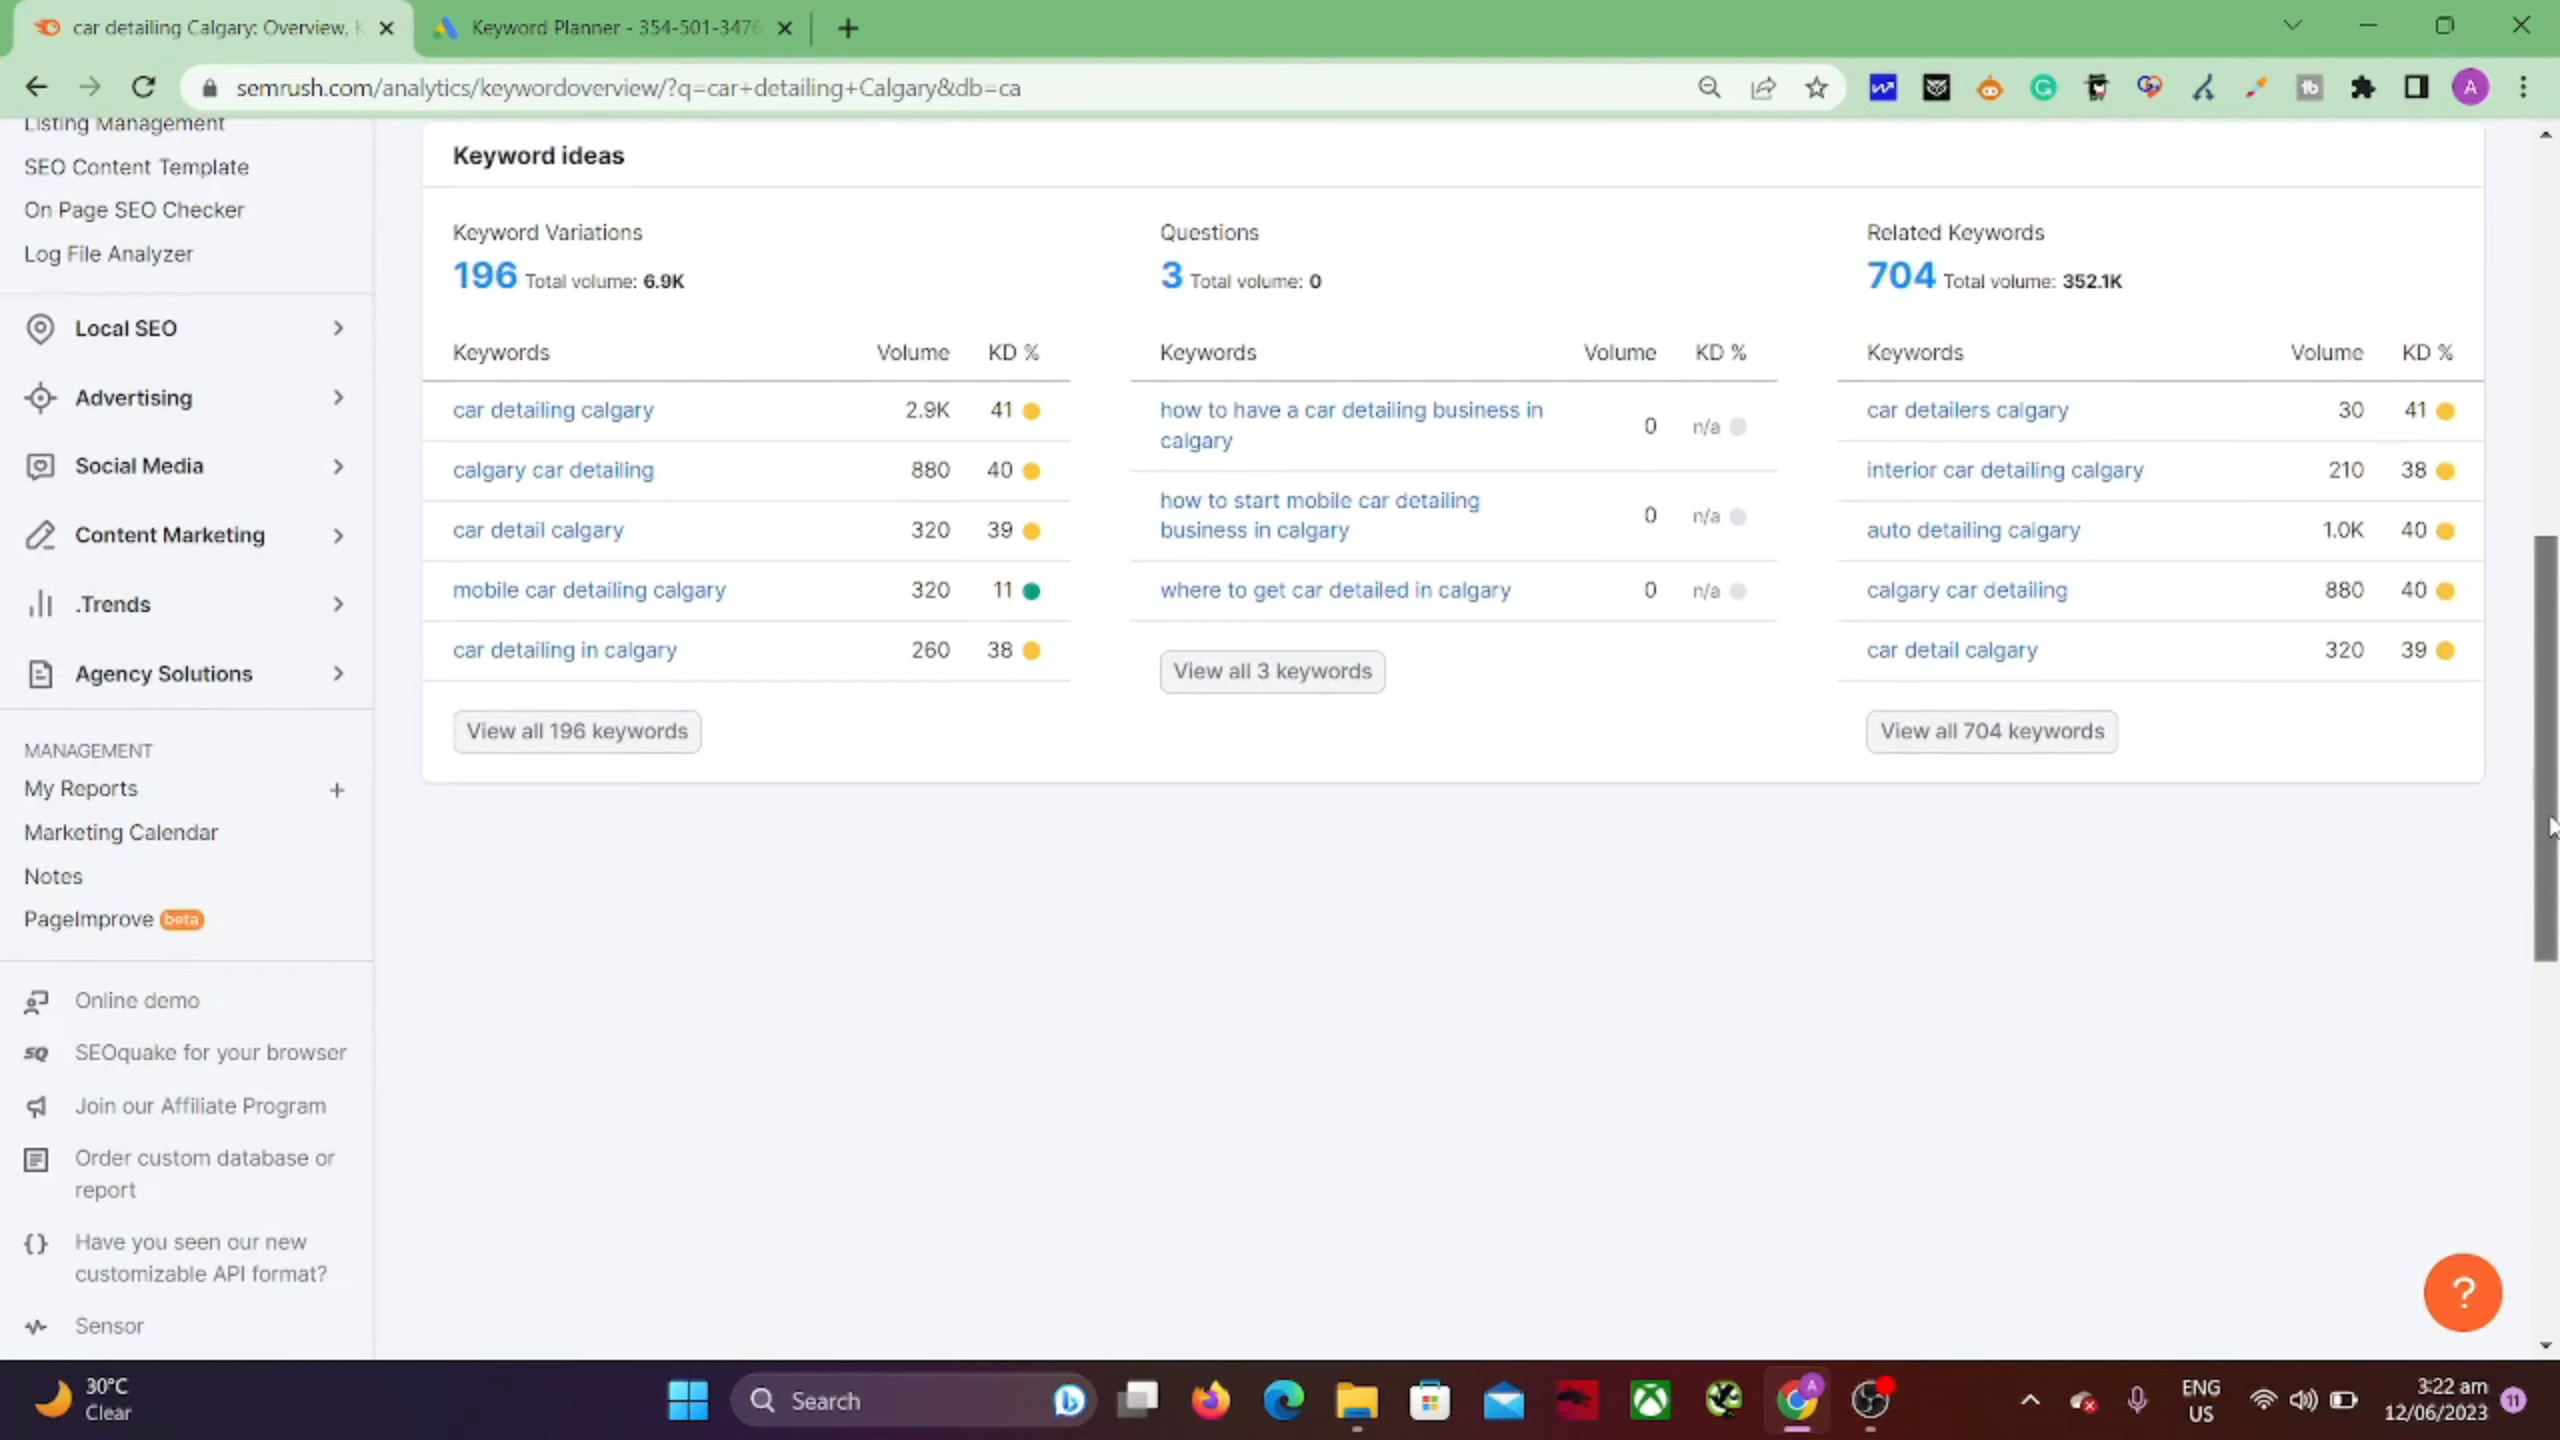 car detailing Calgary: Overview, K
Keyword Planner - 354-501-3476
semrush.com/analytics/keywordoverview/?q=car+detailing+Calgary&db=ca
A
Listing Management
SEO Content Template
On Page SEO Checker
Log File Analyzer
Local SEO
Advertising
Social Media
Content Marketing
.Trends
Agency Solutions
MANAGEMENT
My Reports +
Marketing Calendar
Notes
PageImprove beta
Online demo
SQ SEOquake for your browser
Join our Affiliate Program
Order custom database or
report
{} Have you seen our new
customizable API format?
Sensor
Keyword ideas
Keyword Variations
196 Total volume: 6.9K
Keywords Volume KD %
car detailing calgary 2.9K 41
calgary car detailing 880 40
car detail calgary 320 39
mobile car detailing calgary 320 11
car detailing in calgary 260 38
View all 196 keywords
Questions
3 Total volume: 0
Keywords Volume KD %
how to have a car detailing business in
calgary 0 n/a
how to start mobile car detailing
business in calgary 0 n/a
where to get car detailed in calgary 0 n/a
View all 3 keywords
Related Keywords
704 Total volume: 352.1K
Keywords Volume KD %
car detailers calgary 30 41
interior car detailing calgary 210 38
auto detailing calgary 1.0K 40
calgary car detailing 880 40
car detail calgary 320 39
View all 704 keywords
?
30°C
Clear
Search
A
ENG
US
3:22 am
12/06/2023
11